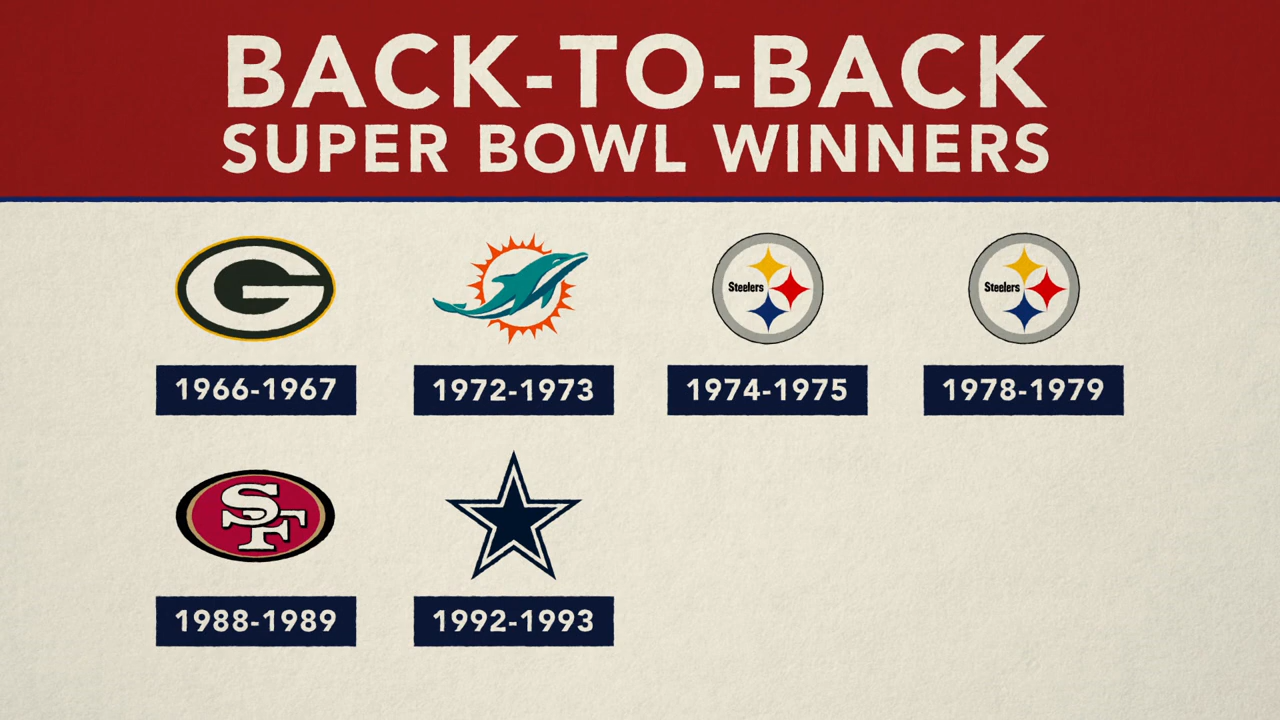 BACK-TO-BACK
SUPER BOWL WINNERS
G
Steelers
Steelers
1966-1967
1972-1973
1974-1975
1978-1979
SF
1988-1989
1992-1993